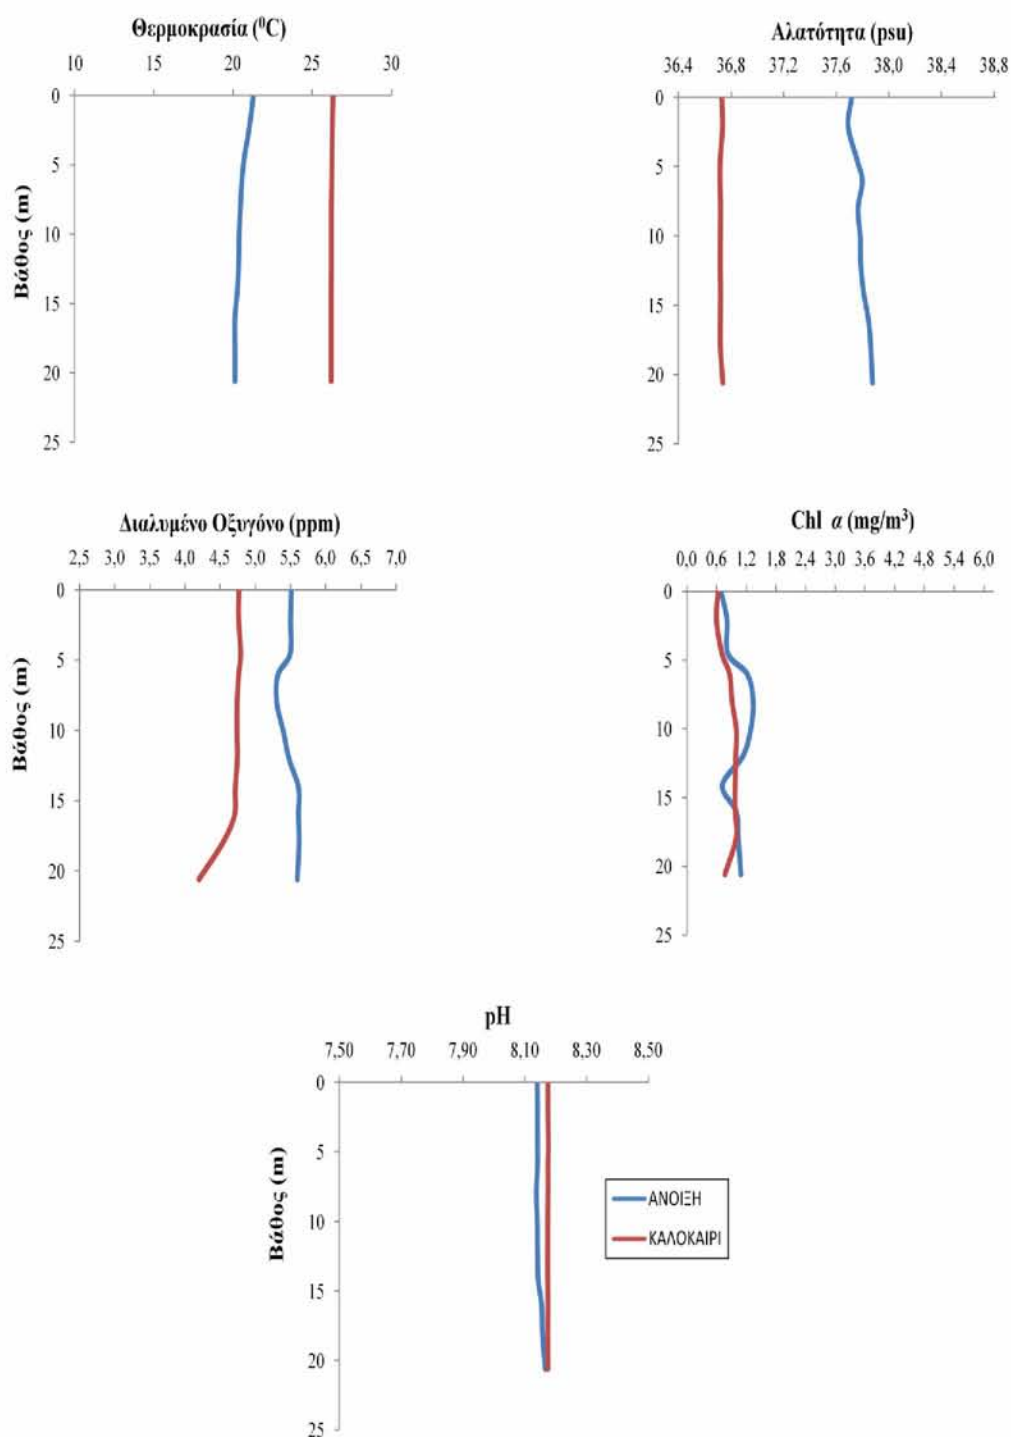 Θερμοκρασία (⁰C)
10 15 20 25 30
0
5
10
15
20
25
Βάθος (m)
Αλατότητα (psu)
36,4 36,8 37,2 37,6 38,0 38,4 38,8
0
5
10
15
20
25
Διαλυμένο Οξυγόνο (ppm)
2,5 3,0 3,5 4,0 4,5 5,0 5,5 6,0 6,5 7,0
0
5
10
15
20
25
Βάθος (m)
Chl α (mg/m³)
0,0 0,6 1,2 1,8 2,4 3,0 3,6 4,2 4,8 5,4 6,0
0
5
10
15
20
25
pH
7,50 7,70 7,90 8,10 8,30 8,50
0
5
10
15
20
25
Βάθος (m)
ΑΝΟΙΞΗ
ΚΑΛΟΚΑΙΡΙ